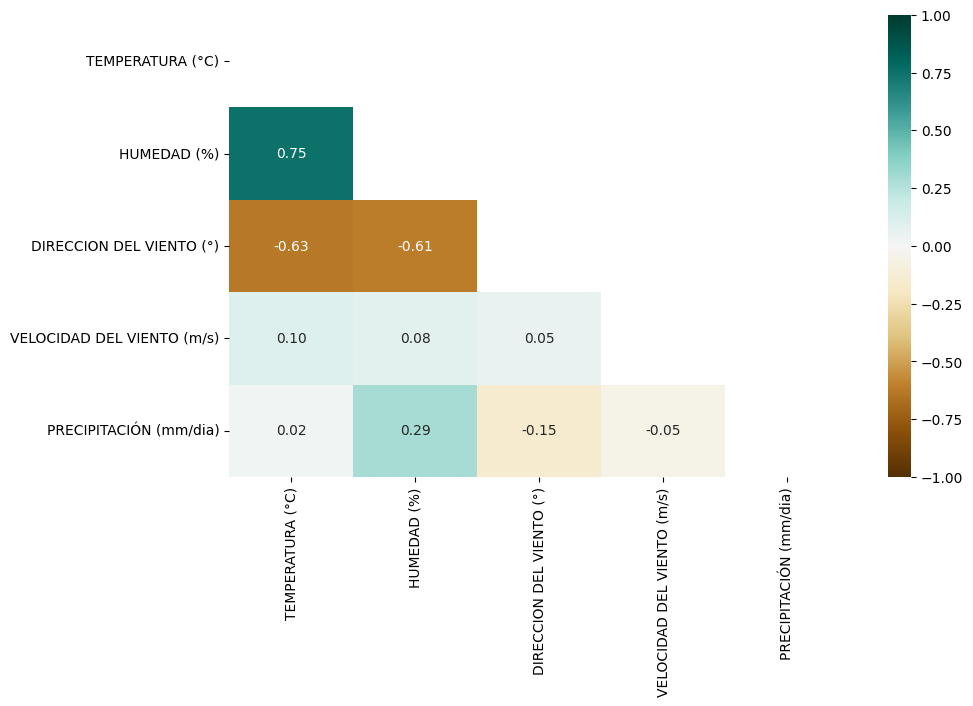 TEMPERATURA (°C)
HUMEDAD (%)
0.75
DIRECCION DEL VIENTO (°)
-0.63 -0.61
VELOCIDAD DEL VIENTO (m/s)
0.10 0.08 0.05
PRECIPITACIÓN (mm/dia)
0.02 0.29 -0.15 -0.05
TEMPERATURA (°C)
HUMEDAD (%)
DIRECCION DEL VIENTO (°)
VELOCIDAD DEL VIENTO (m/s)
PRECIPITACIÓN (mm/dia)
1.00
0.75
0.50
0.25
0.00
−0.25
−0.50
−0.75
−1.00